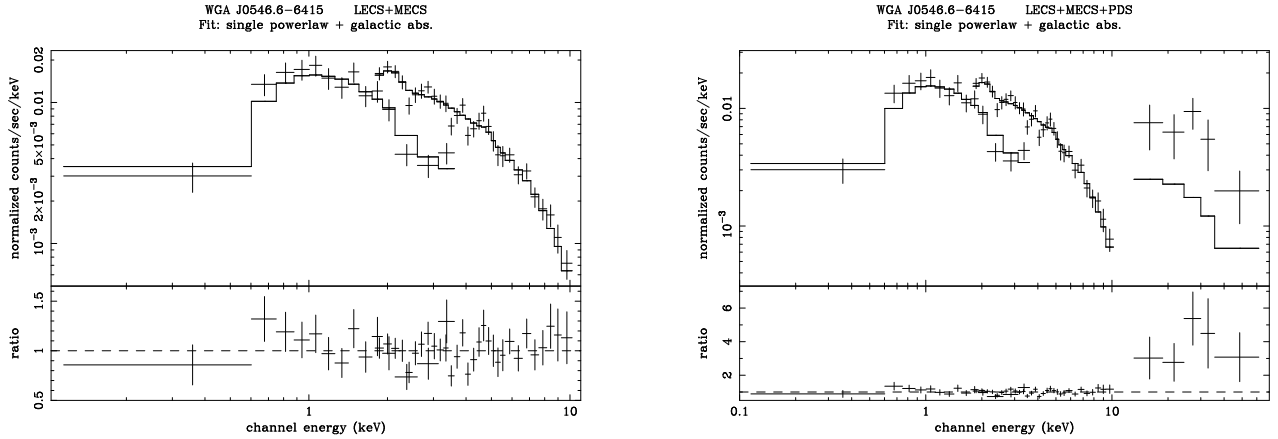 WGA J0546.6-6415 LECS+MECS
Fit: single powerlaw + galactic abs.
normalized counts/sec/keV
0.02
0.01
5×10⁻³
2×10⁻³
10⁻³
ratio
1.5
1
0.5
1
10
channel energy (keV)
WGA J0546.6-6415 LECS+MECS+PDS
Fit: single powerlaw + galactic abs.
normalized counts/sec/keV
0.01
10⁻³
ratio
6
4
2
0.1
1
10
channel energy (keV)